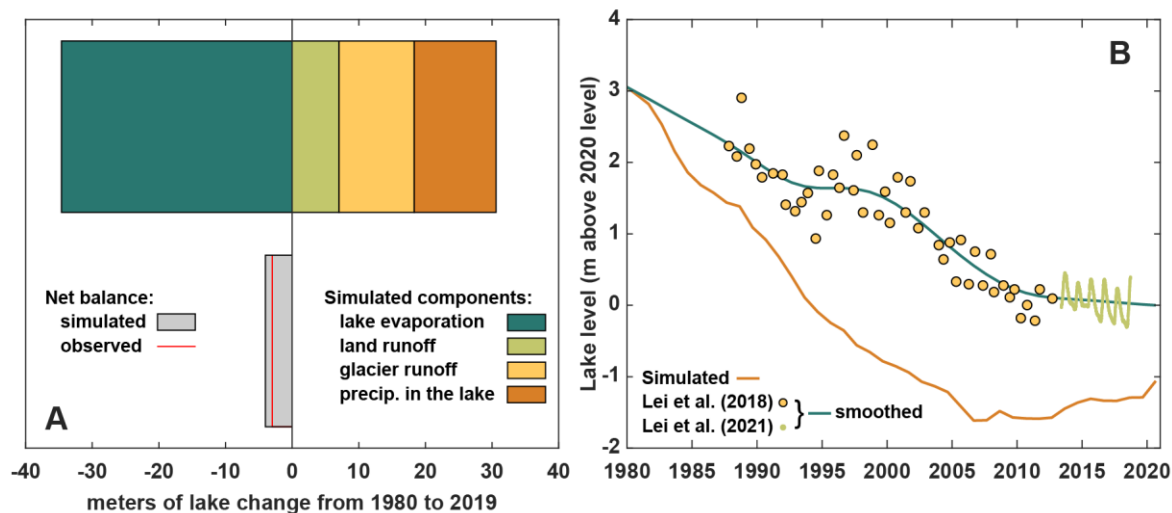 A
Net balance:
simulated
observed
Simulated components:
lake evaporation
land runoff
glacier runoff
precip. in the lake
-40 -30 -20 -10 0 10 20 30 40
meters of lake change from 1980 to 2019
B
Lake level (m above 2020 level)
4
3
2
1
0
-1
-2
Simulated
Lei et al. (2018)
Lei et al. (2021)
} smoothed
1980 1985 1990 1995 2000 2005 2010 2015 2020